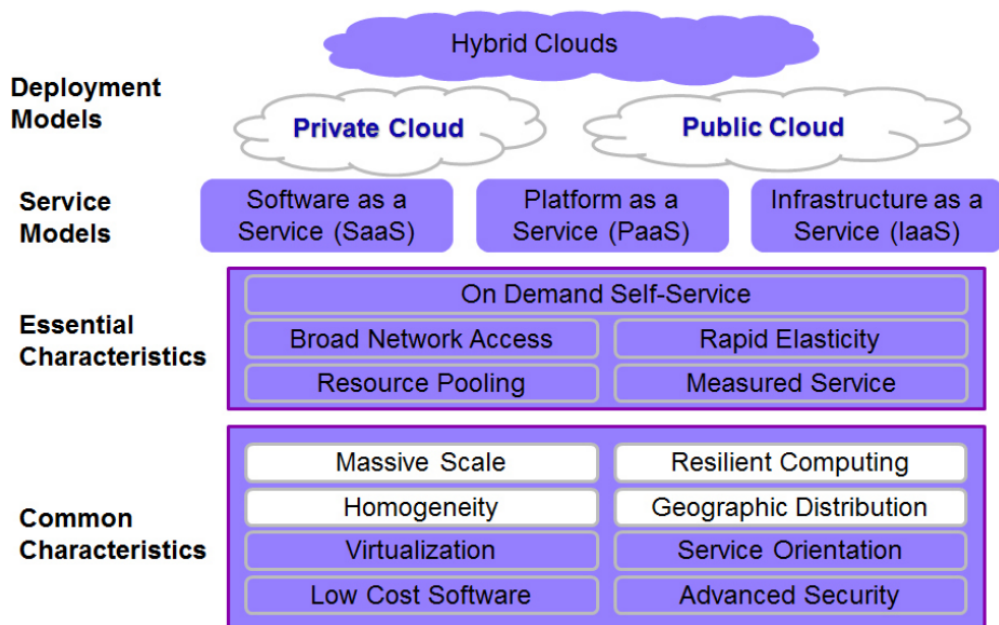 Hybrid Clouds
Deployment
Models
Private Cloud
Public Cloud
Service
Models
Software as a
Service (SaaS)
Platform as a
Service (PaaS)
Infrastructure as a
Service (IaaS)
Essential
Characteristics
On Demand Self-Service
Broad Network Access
Rapid Elasticity
Resource Pooling
Measured Service
Common
Characteristics
Massive Scale
Resilient Computing
Homogeneity
Geographic Distribution
Virtualization
Service Orientation
Low Cost Software
Advanced Security